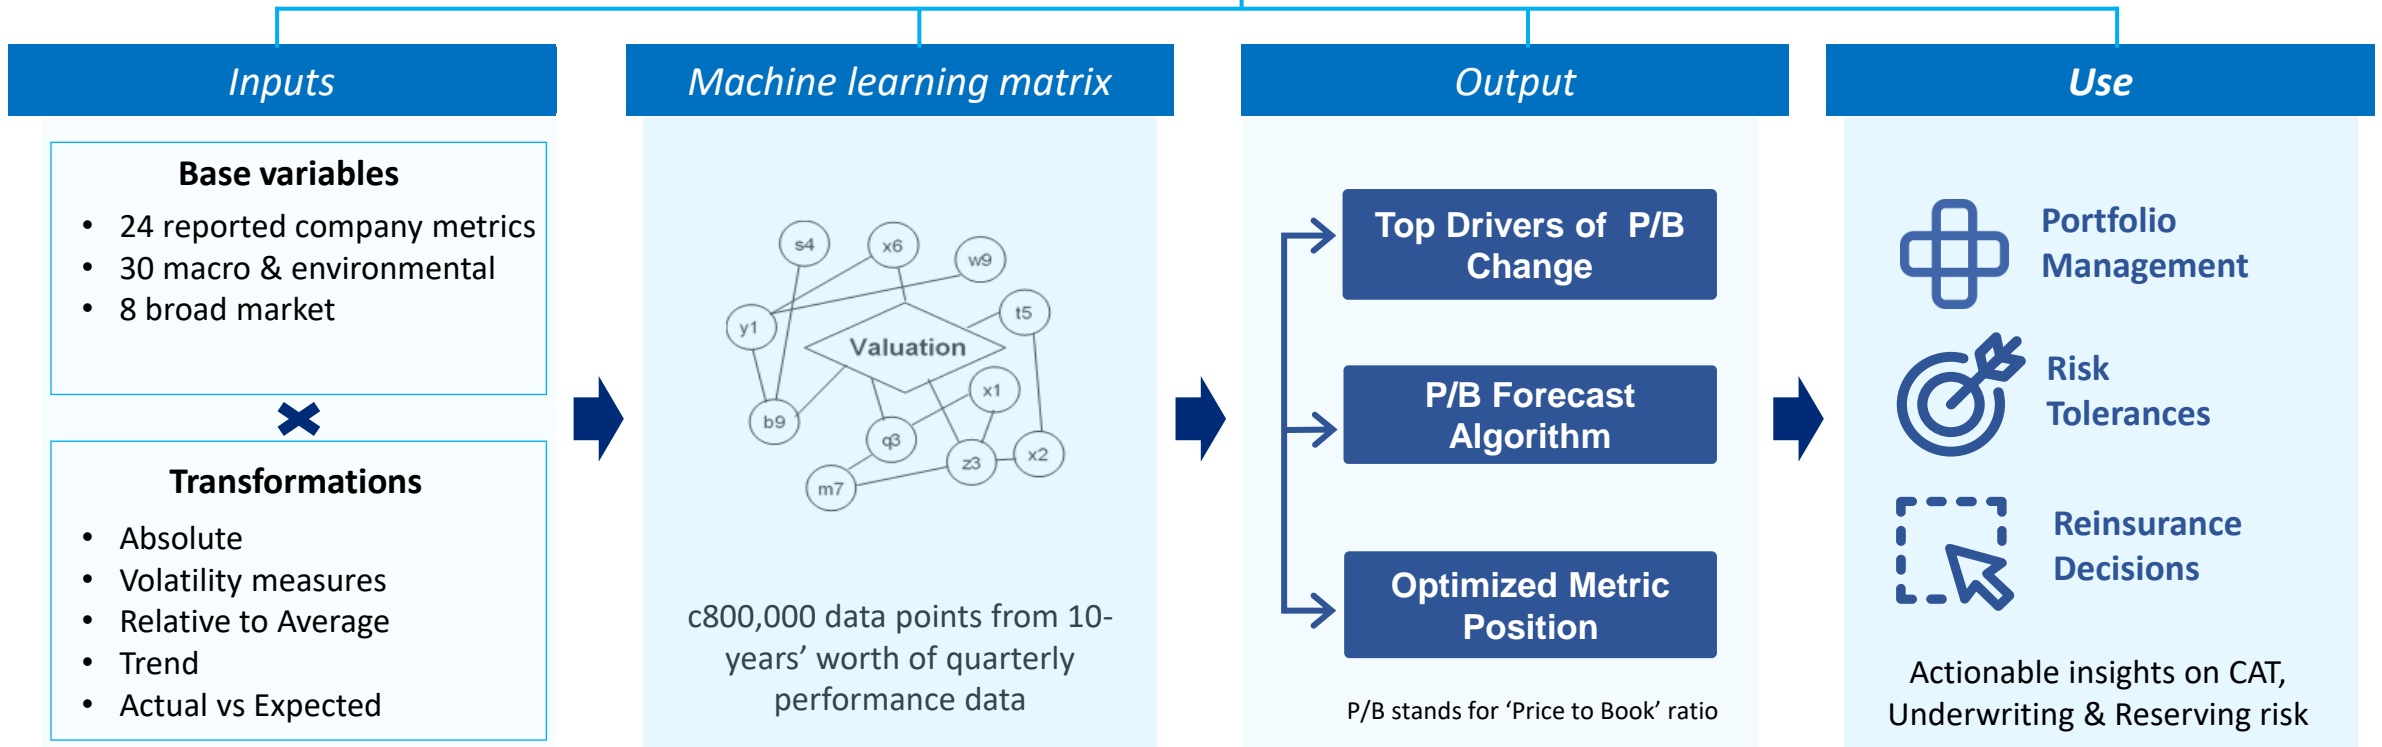 Inputs
Base variables
• 24 reported company metrics
• 30 macro & environmental
• 8 broad market
Transformations
• Absolute
• Volatility measures
• Relative to Average
• Trend
• Actual vs Expected
Machine learning matrix
s4
x6
w9
y1
t5
Valuation
x1
b9
q3
z3
x2
m7
c800,000 data points from 10-
years’ worth of quarterly
performance data
Output
Top Drivers of P/B
Change
P/B Forecast
Algorithm
Optimized Metric
Position
P/B stands for ‘Price to Book’ ratio
Use
Portfolio
Management
Risk
Tolerances
Reinsurance
Decisions
Actionable insights on CAT,
Underwriting & Reserving risk